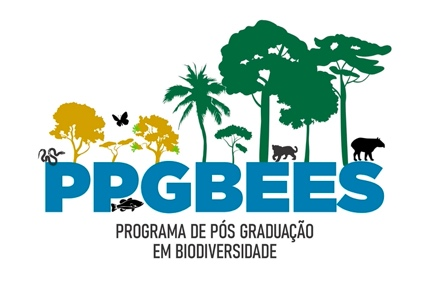 PPGBEES
PROGRAMA DE PÓS GRADUAÇÃO
EM BIODIVERSIDADE